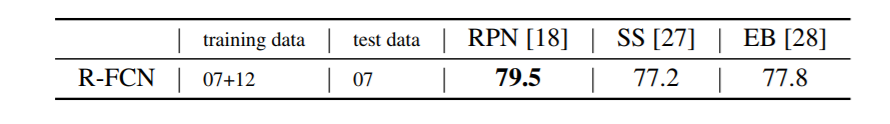 training data | test data | RPN [18] | SS [27] | EB [28]
R-FCN | 07+12 | 07 | 79.5 | 77.2 | 77.8